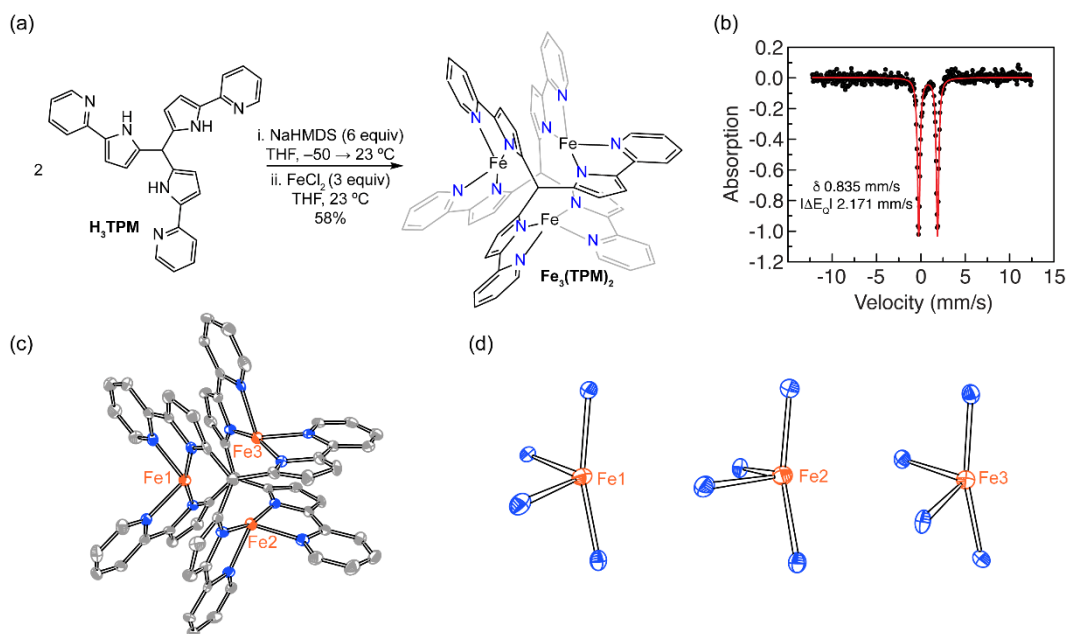 (a)
2
N
H
N
NH
HN
N
H₃TPM
i. NaHMDS (6 equiv)
THF, –50 → 23 ºC
ii. FeCl₂ (3 equiv)
THF, 23 ºC
58%
N
N
N
N
Fe
Fe
N
N
N
N
Fe
N
N
N
N
Fe₃(TPM)₂
(b)
0.2
0.0
-0.2
-0.4
-0.6
-0.8
-1.0
-1.2
Absorption
δ 0.835 mm/s
|ΔE_Q| 2.171 mm/s
-10
-5
0
5
10
15
Velocity (mm/s)
(c)
Fe3
Fe1
Fe2
(d)
Fe1
Fe2
Fe3